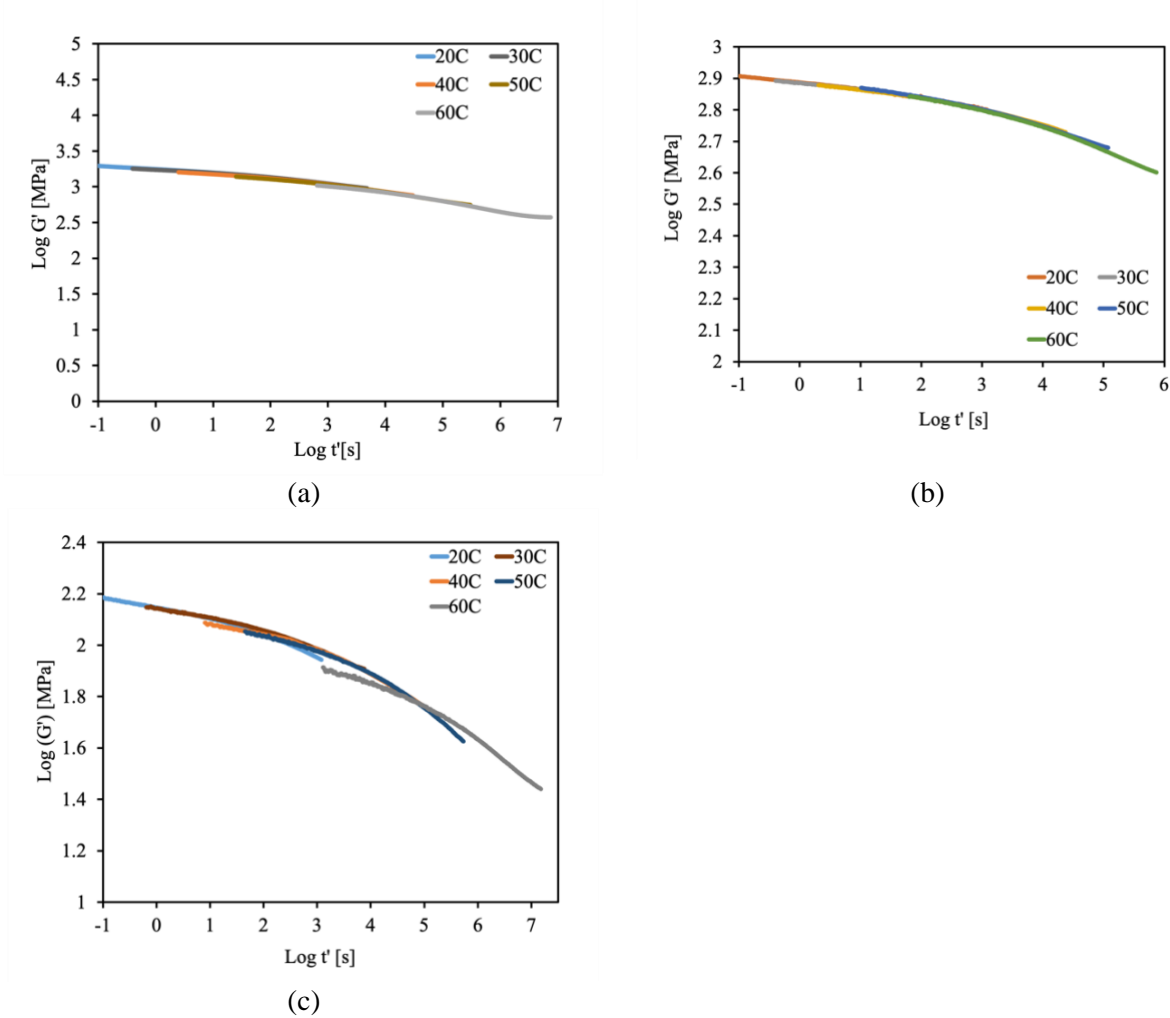 5
4.5
4
3.5
3
2.5
2
1.5
1
0.5
0
-1 0 1 2 3 4 5 6 7
Log G' [MPa]
Log t'[s]
20C 30C
40C 50C
60C
(a)
3
2.9
2.8
2.7
2.6
2.5
2.4
2.3
2.2
2.1
2
-1 0 1 2 3 4 5 6
Log G' [MPa]
Log t' [s]
20C 30C
40C 50C
60C
(b)
2.4
2.2
2
1.8
1.6
1.4
1.2
1
-1 0 1 2 3 4 5 6 7
Log (G') [MPa]
Log t' [s]
20C 30C
40C 50C
60C
(c)